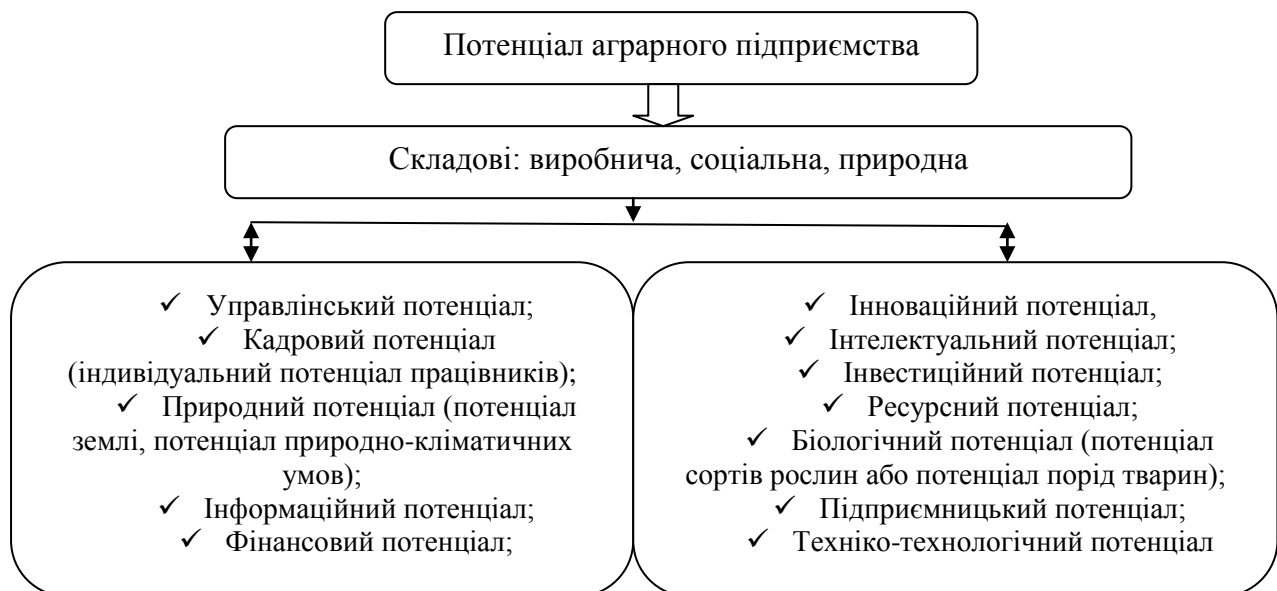 Потенціал аграрного підприємства
Складові: виробнича, соціальна, природна
✓ Управлінський потенціал;
✓ Кадровий потенціал
(індивідуальний потенціал працівників);
✓ Природний потенціал (потенціал
землі, потенціал природно-кліматичних
умов);
✓ Інформаційний потенціал;
✓ Фінансовий потенціал;
✓ Інноваційний потенціал,
✓ Інтелектуальний потенціал;
✓ Інвестиційний потенціал;
✓ Ресурсний потенціал;
✓ Біологічний потенціал (потенціал
сортів рослин або потенціал порід тварин);
✓ Підприємницький потенціал;
✓ Техніко-технологічний потенціал